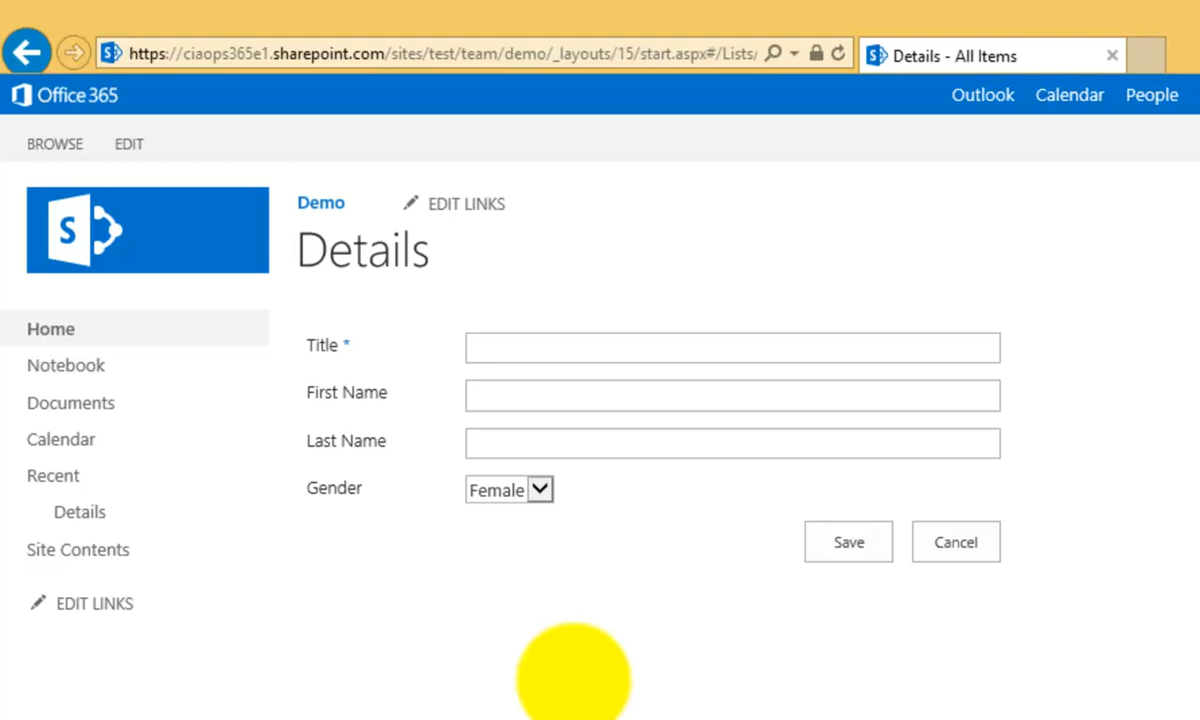 https://ciaops365e1.sharepoint.com/sites/test/team/demo/_layouts/15/start.aspx#/Lists/
Details - All Items
Office 365
Outlook Calendar People
BROWSE EDIT
S
Demo EDIT LINKS
Details
Home
Notebook
Documents
Calendar
Recent
Details
Site Contents
EDIT LINKS
Title *
First Name
Last Name
Gender Female
Save Cancel